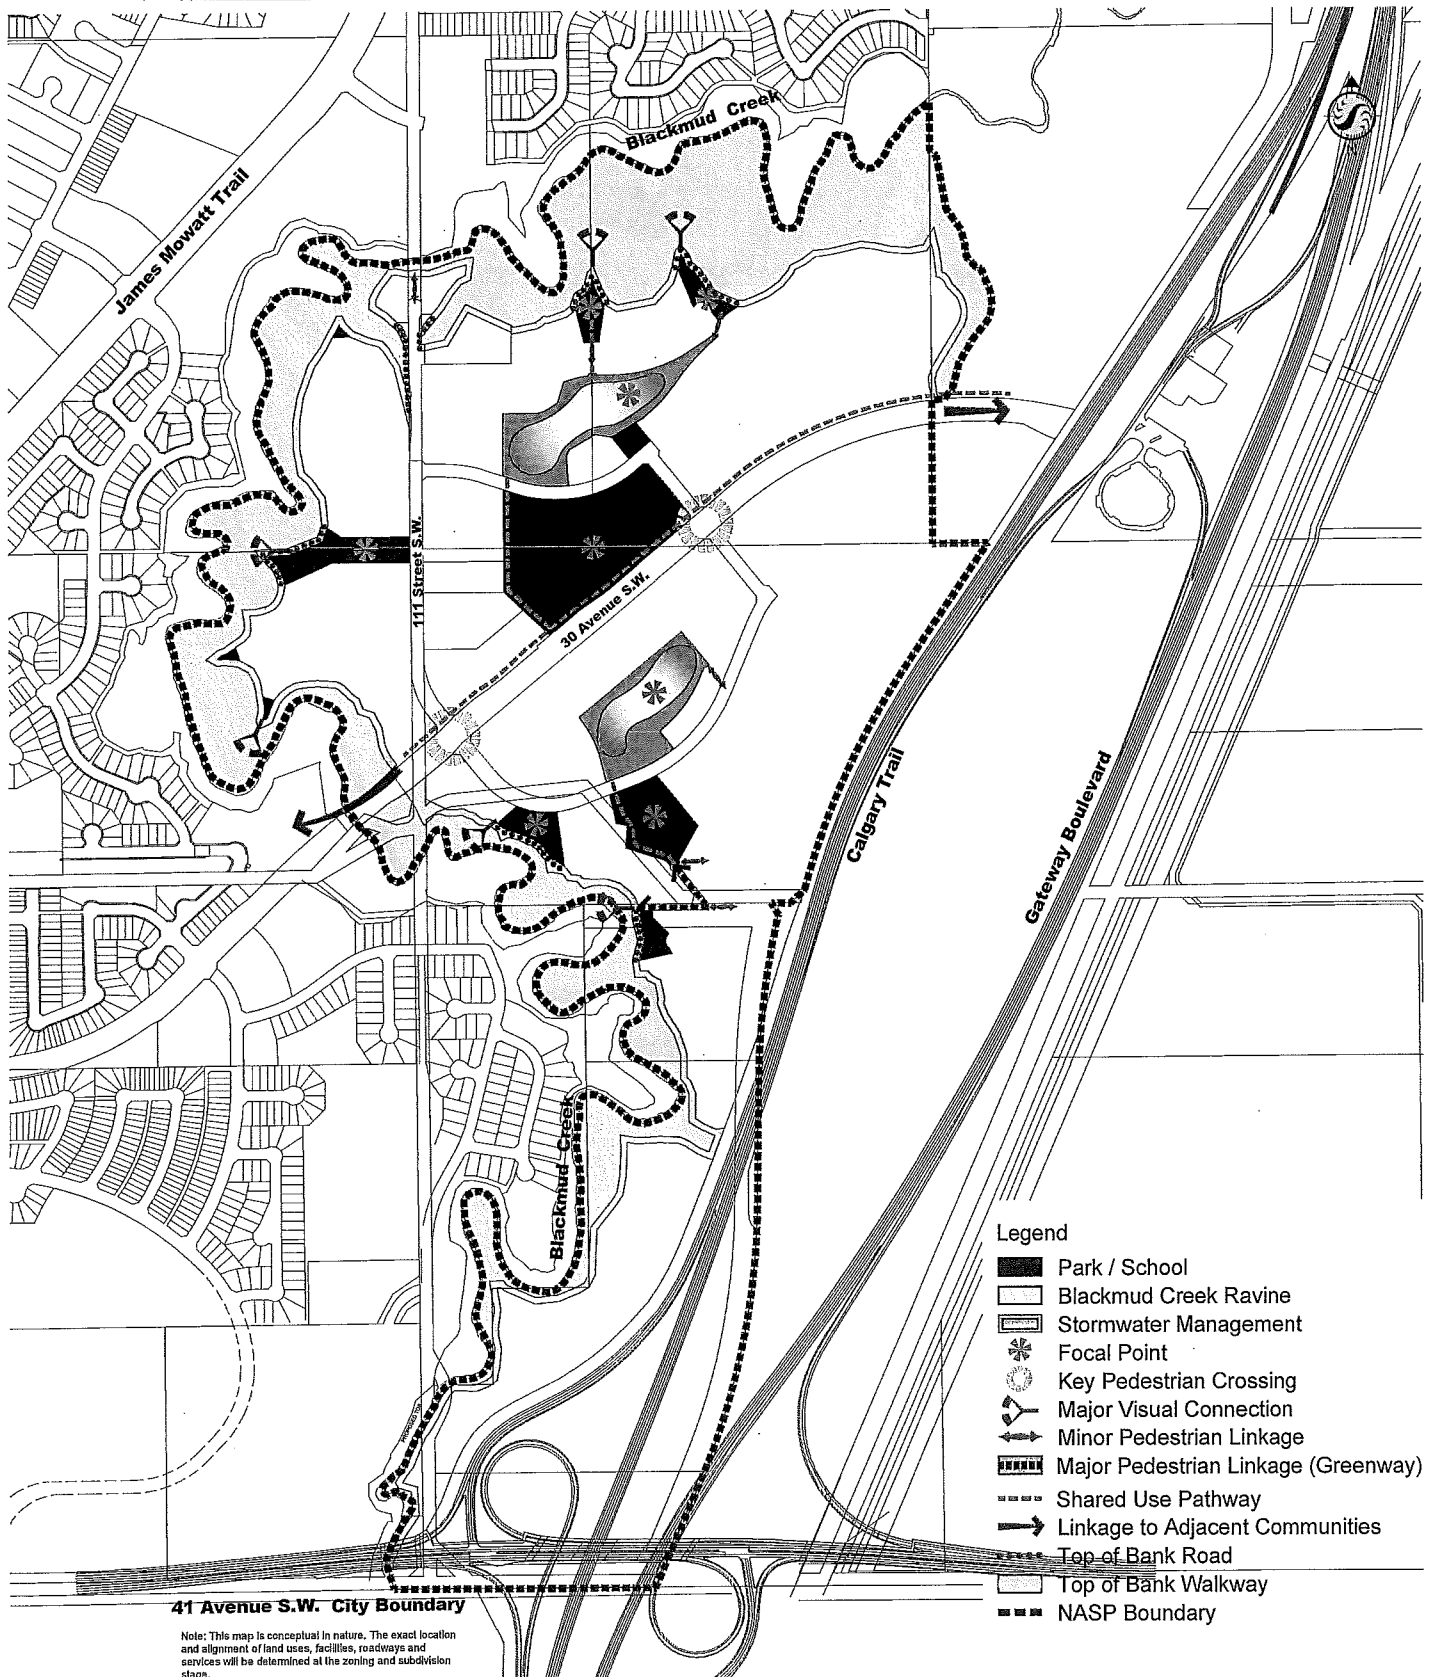 Blackmud Creek
James Mowatt Trail
111 Street S.W.
30 Avenue S.W.
Calgary Trail
Gateway Boulevard
Blackmud Creek
Legend
Park / School
Blackmud Creek Ravine
Stormwater Management
Focal Point
Key Pedestrian Crossing
Major Visual Connection
Minor Pedestrian Linkage
Major Pedestrian Linkage (Greenway)
Shared Use Pathway
Linkage to Adjacent Communities
Top of Bank Road
Top of Bank Walkway
NASP Boundary
41 Avenue S.W. City Boundary
Note: This map is conceptual in nature. The exact location
and alignment of land uses, facilities, roadways and
services will be determined at the zoning and subdivision
stage.